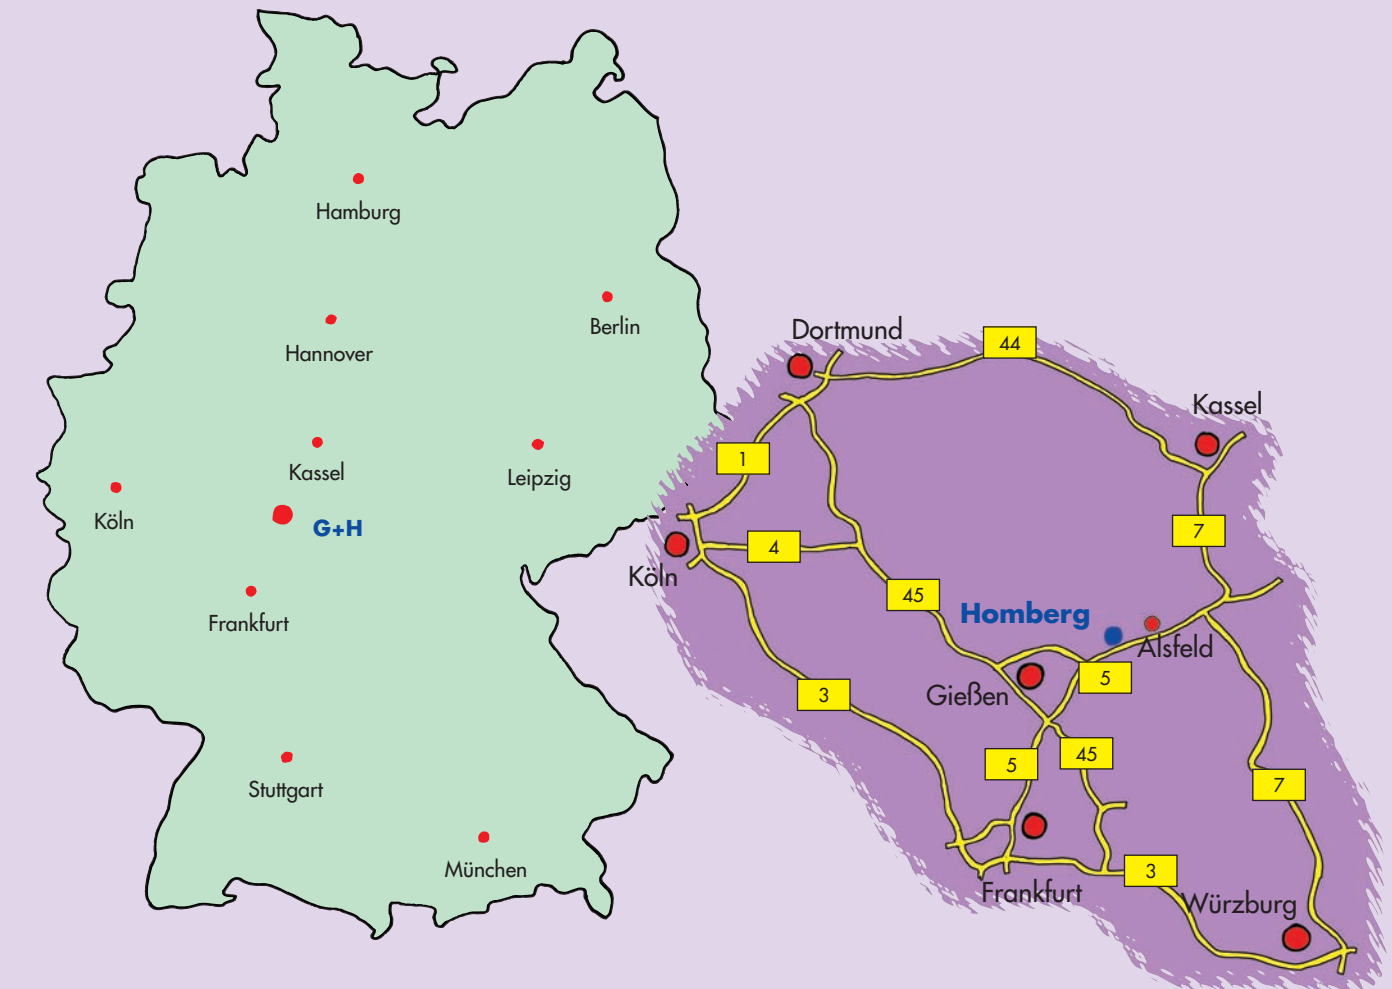 Hamburg
Berlin
Hannover
Kassel
Leipzig
Köln
G+H
Frankfurt
Stuttgart
München
Dortmund
44
Kassel
1
7
4
Köln
45
Homberg
Alsfeld
5
Gießen
3
45
5
7
3
Frankfurt
Würzburg